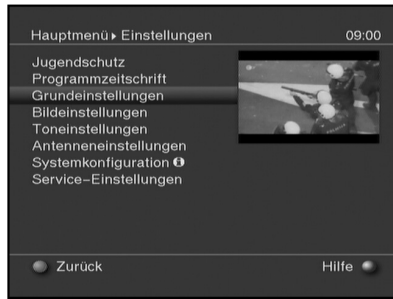 Hauptmenü ▸ Einstellungen 09:00
Jugendschutz
Programmzeitschrift
Grundeinstellungen
Bildeinstellungen
Toneinstellungen
Antenneneinstellungen
Systemkonfiguration ℹ
Service-Einstellungen
Zurück Hilfe